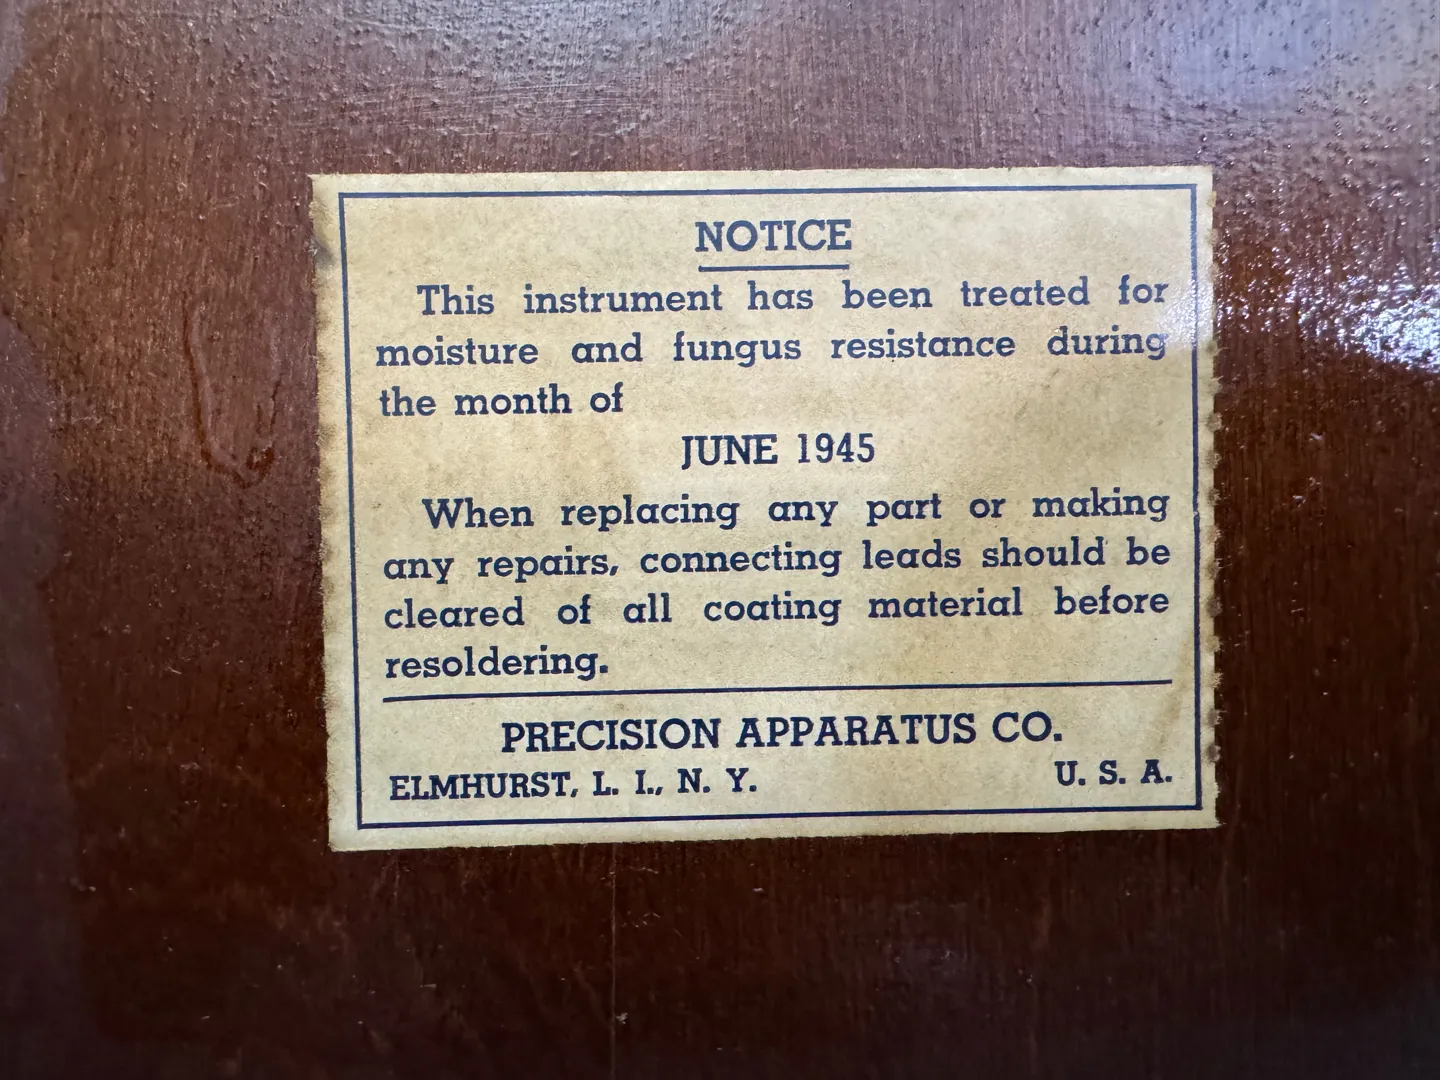 NOTICE
This instrument has been treated for
moisture and fungus resistance during
the month of
JUNE 1945
When replacing any part or making
any repairs, connecting leads should be
cleared of all coating material before
resoldering.
PRECISION APPARATUS CO.
ELMHURST, L. I., N. Y. U. S. A.